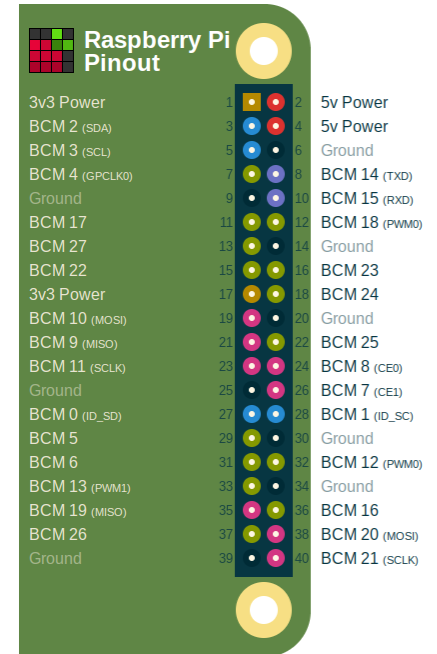 Raspberry Pi
Pinout
3v3 Power 1 2 5v Power
BCM 2 (SDA) 3 4 5v Power
BCM 3 (SCL) 5 6 Ground
BCM 4 (GPCLK0) 7 8 BCM 14 (TXD)
Ground 9 10 BCM 15 (RXD)
BCM 17 11 12 BCM 18 (PWM0)
BCM 27 13 14 Ground
BCM 22 15 16 BCM 23
3v3 Power 17 18 BCM 24
BCM 10 (MOSI) 19 20 Ground
BCM 9 (MISO) 21 22 BCM 25
BCM 11 (SCLK) 23 24 BCM 8 (CE0)
Ground 25 26 BCM 7 (CE1)
BCM 0 (ID_SD) 27 28 BCM 1 (ID_SC)
BCM 5 29 30 Ground
BCM 6 31 32 BCM 12 (PWM0)
BCM 13 (PWM1) 33 34 Ground
BCM 19 (MISO) 35 36 BCM 16
BCM 26 37 38 BCM 20 (MOSI)
Ground 39 40 BCM 21 (SCLK)